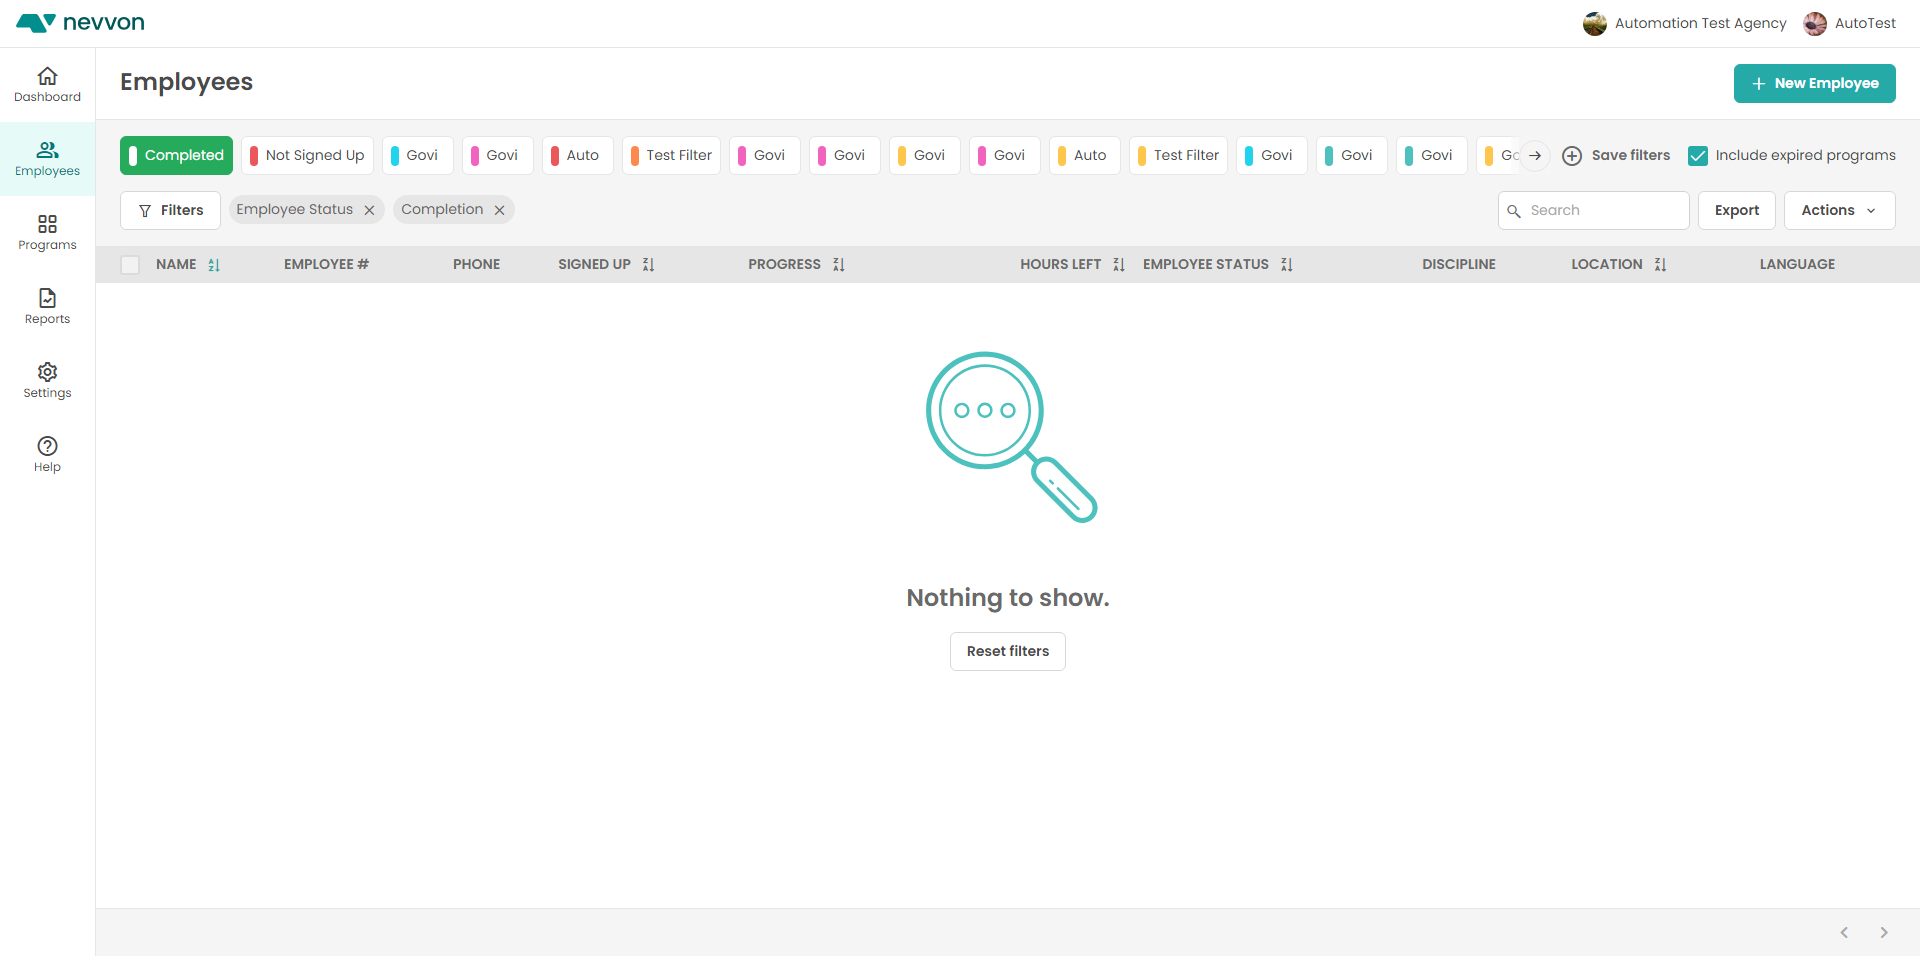 nevvon
Automation Test Agency
AutoTest
Dashboard
Employees
Programs
Reports
Settings
Help
Employees
New Employee
Completed
Not Signed Up
Govi
Govi
Auto
Test Filter
Govi
Govi
Govi
Govi
Auto
Test Filter
Govi
Govi
Govi
Save filters
Include expired programs
Filters
Employee Status
Completion
Search
Export
Actions
NAME
EMPLOYEE #
PHONE
SIGNED UP
PROGRESS
HOURS LEFT
EMPLOYEE STATUS
DISCIPLINE
LOCATION
LANGUAGE
Nothing to show.
Reset filters